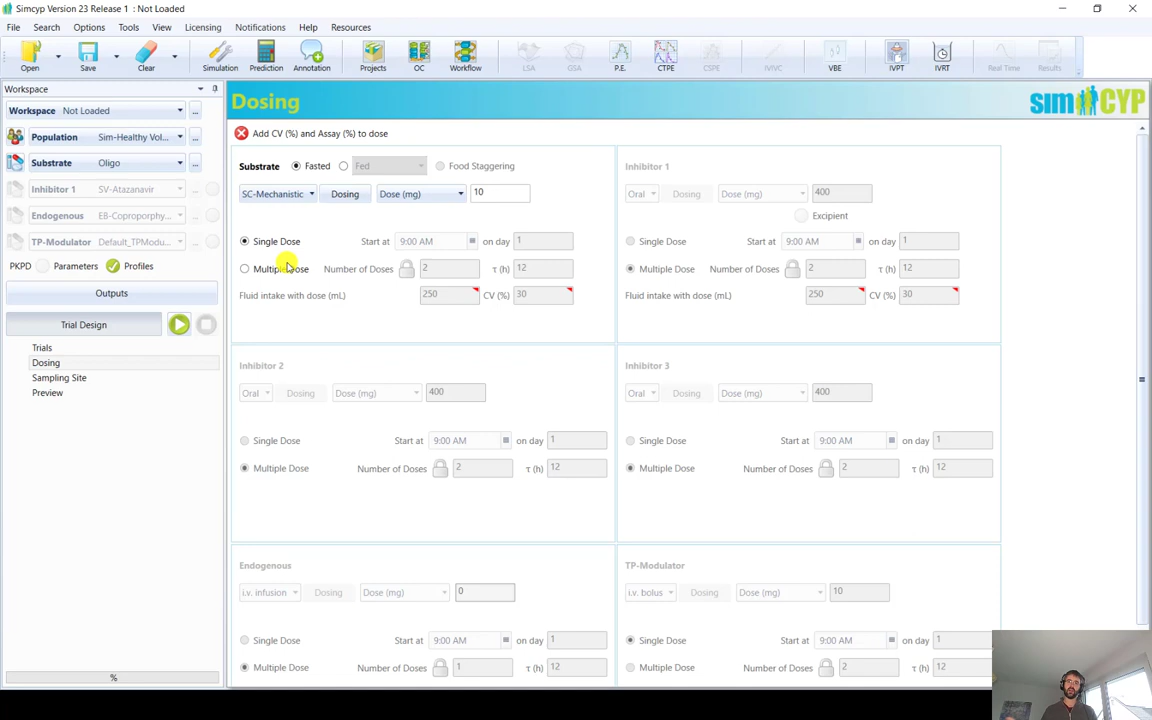 Simcyp Version 23 Release 1 : Not Loaded
File Search Options Tools View Licensing Notifications Help Resources
Open Save Clear Simulation Prediction Annotation Projects OC Workflow LSA GSA P.E. CTPE CSPE IVIVC VBE IVPT IVRT Real Time Results
Workspace
Workspace Not Loaded ...
Population Sim-Healthy Vol... ...
Substrate Oligo ...
Inhibitor 1 SV-Atazanavir ...
Endogenous EB-Coproporphy... ...
TP-Modulator Default_TPModu... ...
PKPD Parameters Profiles
Outputs
Trial Design
Trials
Dosing
Sampling Site
Preview
%
Dosing
simCYP
Add CV (%) and Assay (%) to dose
Substrate Fasted Fed Food Staggering
SC-Mechanistic Dosing Dose (mg) 10
Single Dose Start at 9:00 AM on day 1
Multiple Dose Number of Doses 2 τ (h) 12
Fluid intake with dose (mL) 250 CV (%) 30
Inhibitor 1
Oral Dosing Dose (mg) 400
Excipient
Single Dose Start at 9:00 AM on day 1
Multiple Dose Number of Doses 2 τ (h) 12
Fluid intake with dose (mL) 250 CV (%) 30
Inhibitor 2
Oral Dosing Dose (mg) 400
Single Dose Start at 9:00 AM on day 1
Multiple Dose Number of Doses 2 τ (h) 12
Inhibitor 3
Oral Dosing Dose (mg) 400
Single Dose Start at 9:00 AM on day 1
Multiple Dose Number of Doses 2 τ (h) 12
Endogenous
i.v. infusion Dosing Dose (mg) 0
Single Dose Start at 9:00 AM on day 1
Multiple Dose Number of Doses 1 τ (h) 12
TP-Modulator
i.v. bolus Dosing Dose (mg) 10
Single Dose Start at 9:00 AM on day
Multiple Dose Number of Doses 2 τ (h)